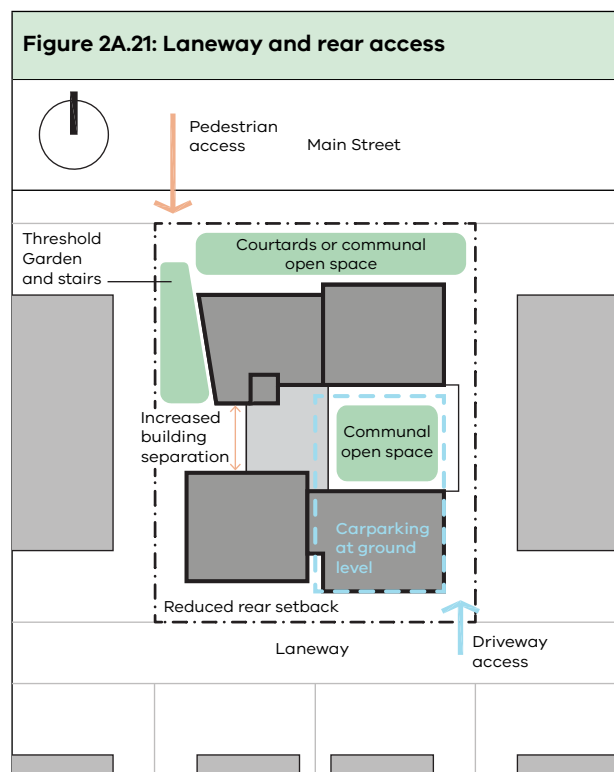 Figure 2A.21: Laneway and rear access
Pedestrian
access
Main Street
Threshold
Garden
and stairs
Courtards or communal
open space
Increased
building
separation
Communal
open space
Carparking
at ground
level
Reduced rear setback
Laneway
Driveway
access